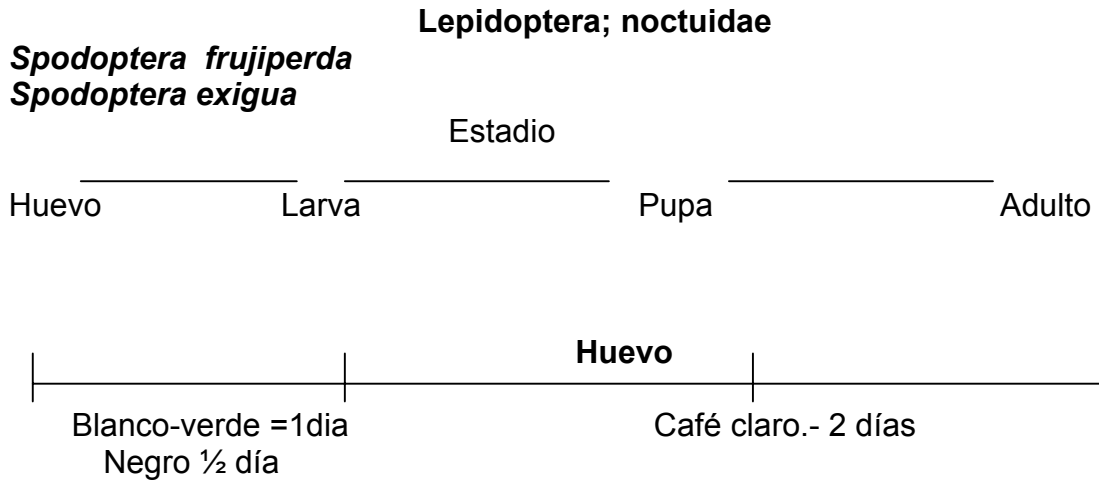 Lepidoptera; noctuidae
Spodoptera frujiperda
Spodoptera exigua
Estadio
Huevo Larva Pupa Adulto
Huevo
Blanco-verde =1dia Café claro.- 2 días
Negro ½ día